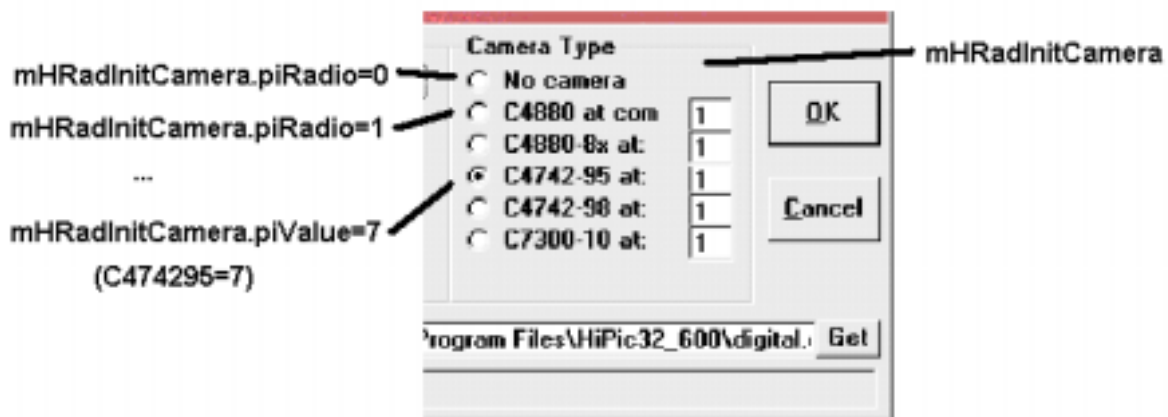 Camera Type
mHRadInitCamera
mHRadInitCamera.piRadio=0
No camera
mHRadInitCamera.piRadio=1
C4880 at com 1
OK
C4880-8x at: 1
...
C4742-95 at: 1
mHRadInitCamera.piValue=7
C4742-98 at: 1
Cancel
C7300-10 at: 1
(C474295=7)
Program Files\HiPic32_600\digital.
Get